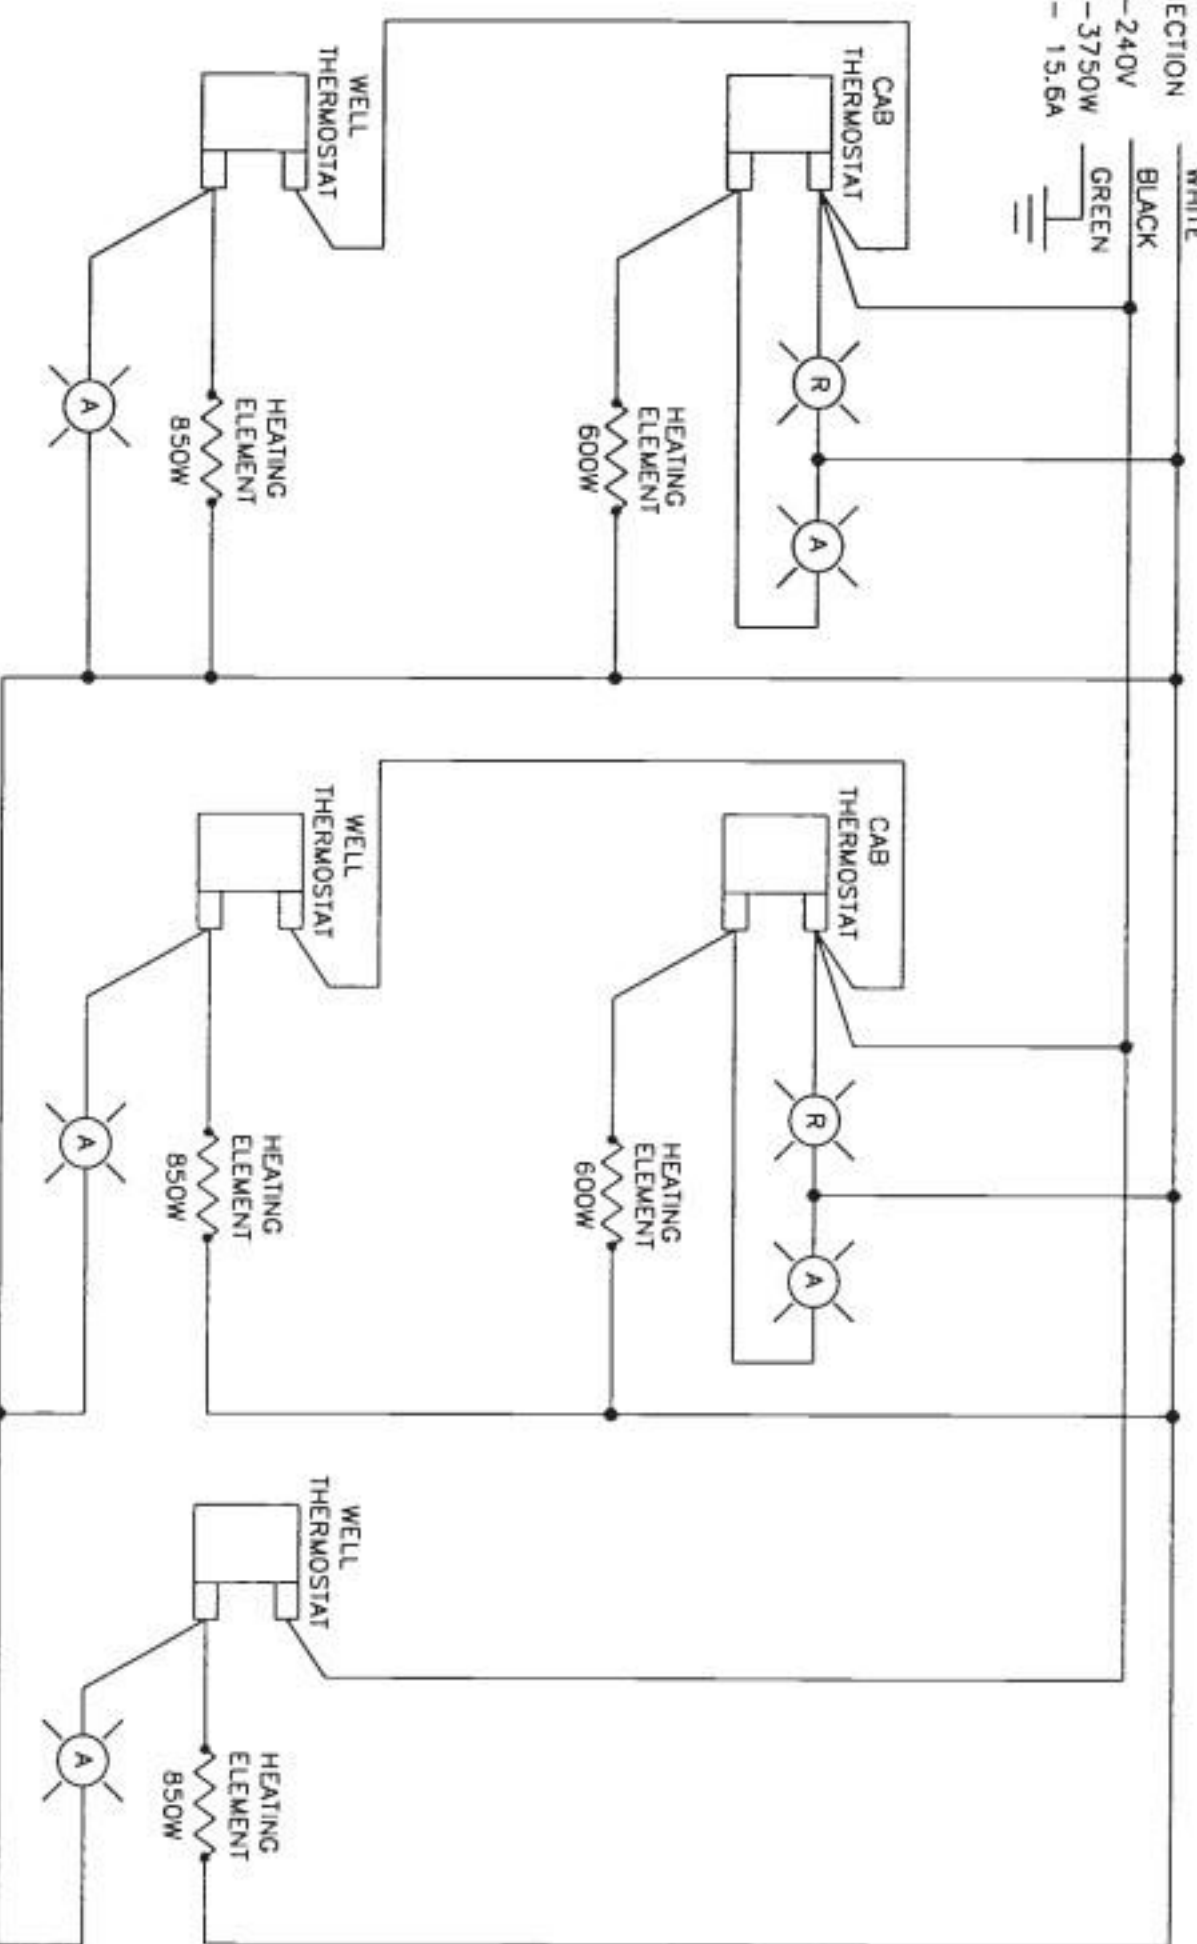 ECTION
-240V
-3750W
- 15.6A
WHITE
BLACK
GREEN
CAB
THERMOSTAT
R
A
HEATING
ELEMENT
600W
WELL
THERMOSTAT
HEATING
ELEMENT
850W
A
CAB
THERMOSTAT
R
A
HEATING
ELEMENT
600W
WELL
THERMOSTAT
HEATING
ELEMENT
850W
A
WELL
THERMOSTAT
HEATING
ELEMENT
850W
A